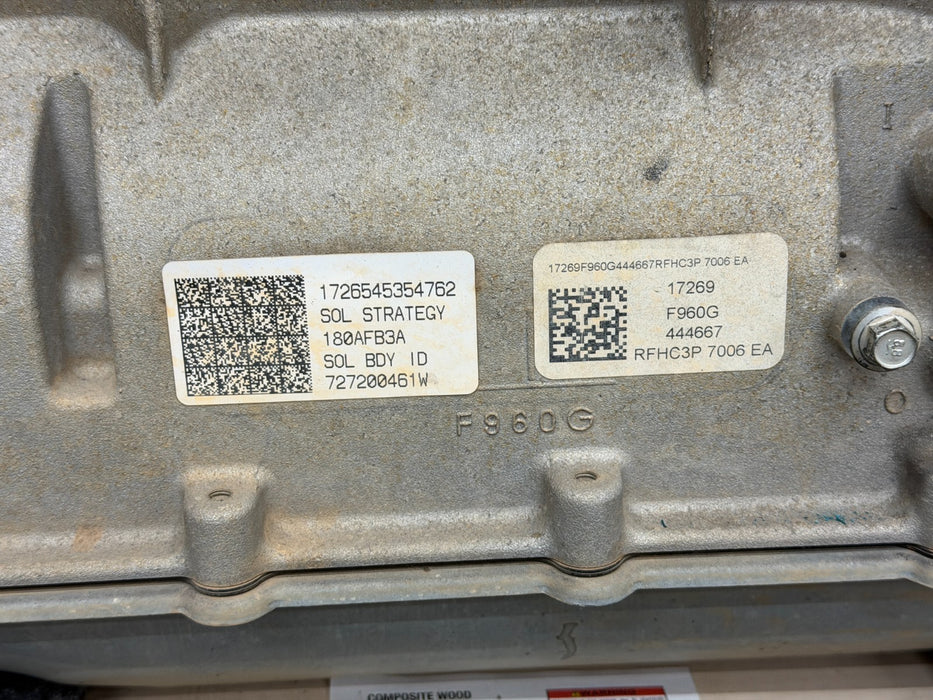 1726545354762
SOL STRATEGY
180AFB3A
SOL BDY ID
727200461W
17269F960G444667RFHC3P 7006 EA
17269
F960G
444667
RFHC3P 7006 EA
F960G
COMPOSITE WOOD
WARNING